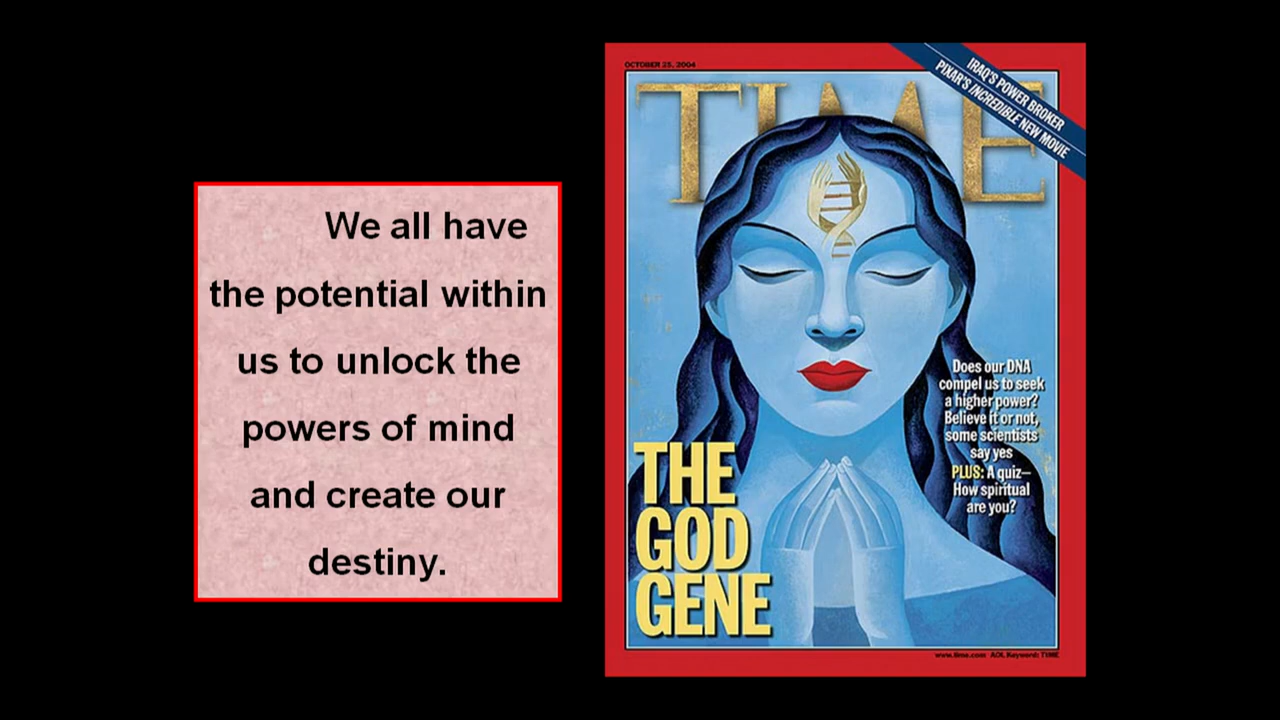 We all have
the potential within
us to unlock the
powers of mind
and create our
destiny.
OCTOBER 25, 2004
TIME
IRAQ'S POWER BROKER
PIXAR'S INCREDIBLE NEW MOVIE
Does our DNA
compel us to seek
a higher power?
Believe it or not,
some scientists
say yes
PLUS: A quiz—
How spiritual
are you?
THE
GOD
GENE
www.time.com AOL Keyword: TIME